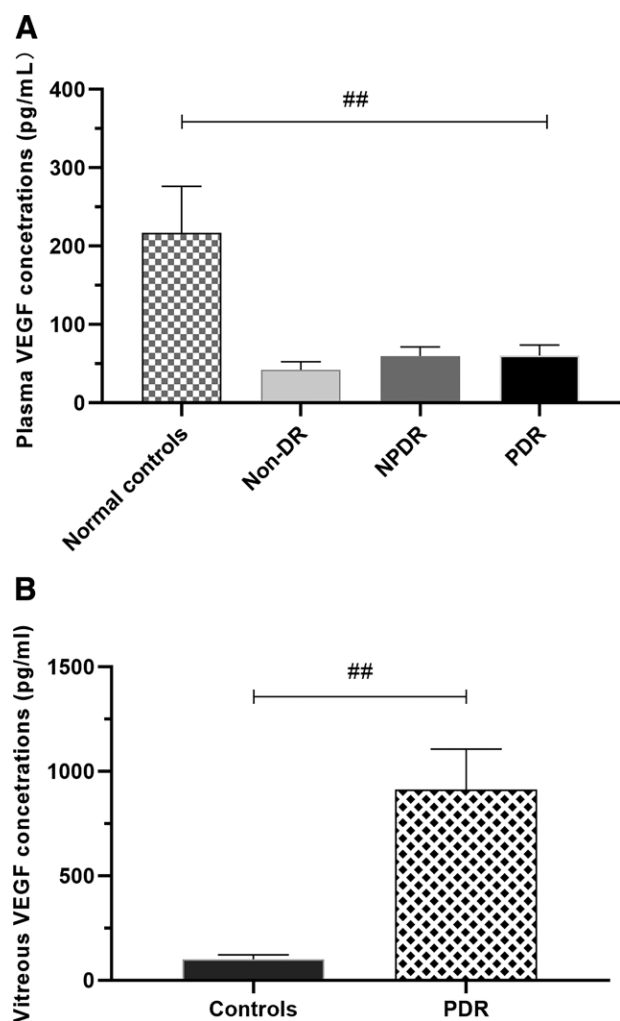 A
Plasma VEGF concetrations (pg/mL)
400
300
200
100
0
##
Normal controls
Non-DR
NPDR
PDR
B
Vitreous VEGF concetrations (pg/ml)
1500
1000
500
0
##
Controls
PDR